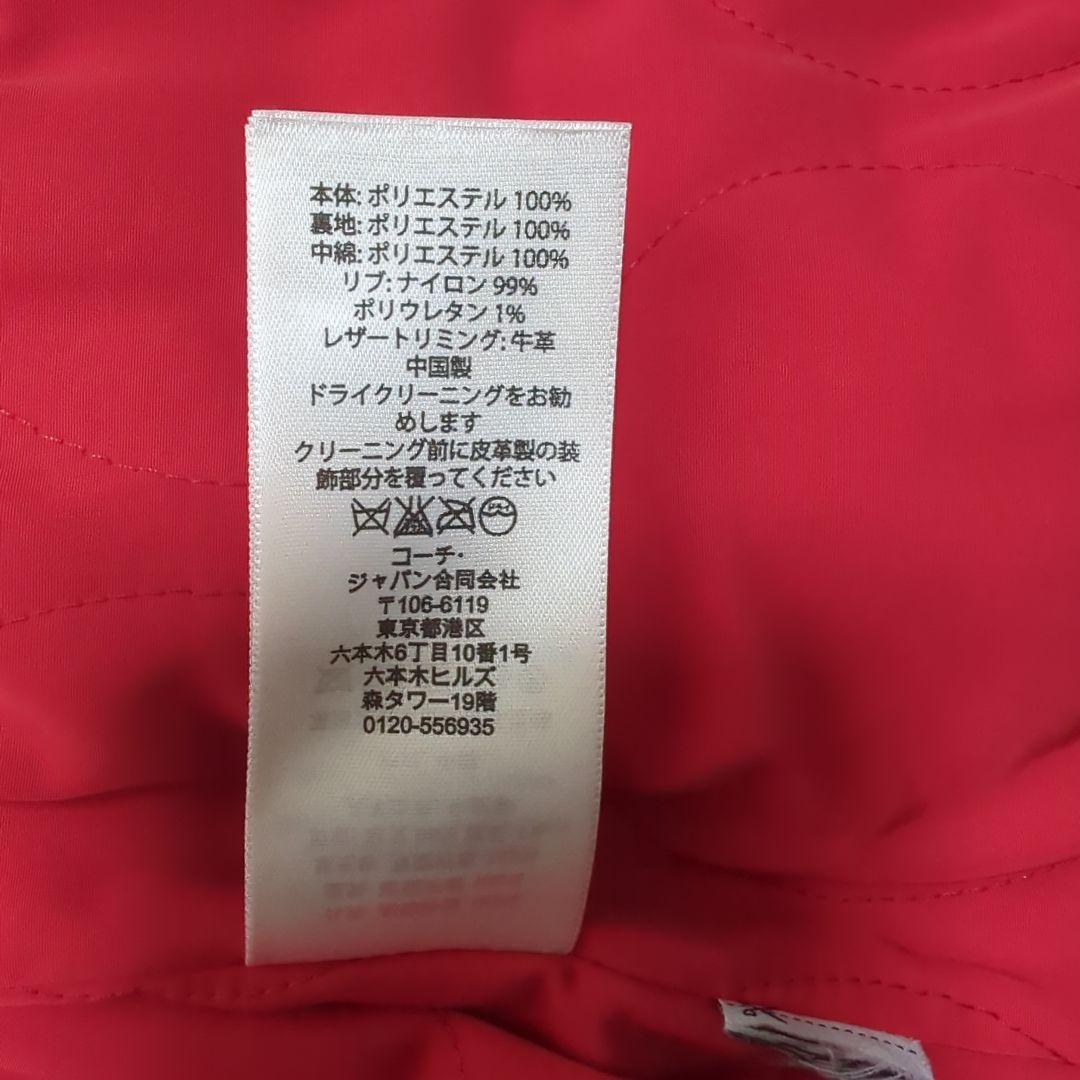 本体: ポリエステル 100%
裏地: ポリエステル 100%
中綿: ポリエステル 100%
リブ: ナイロン 99%
ポリウレタン 1%
レザートリミング: 牛革
中国製
ドライクリーニングをお勧
めします
クリーニング前に皮革製の装
飾部分を覆ってください
コーチ・
ジャパン合同会社
〒106-6119
東京都港区
六本木6丁目10番1号
六本木ヒルズ
森タワー19階
0120-556935